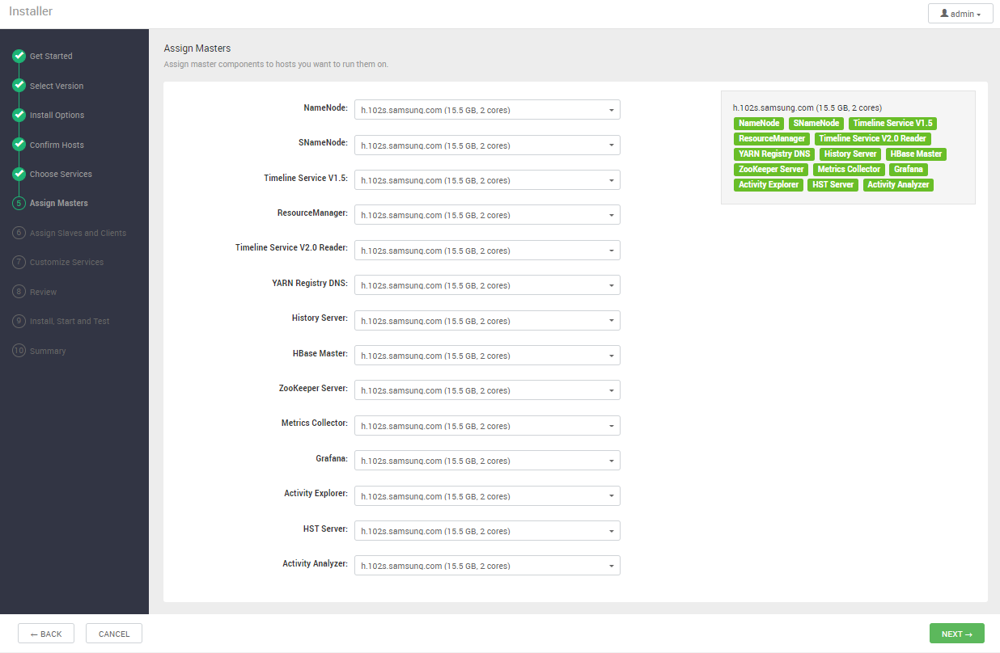 Installer
admin
Get Started
Select Version
Install Options
Confirm Hosts
Choose Services
5 Assign Masters
6 Assign Slaves and Clients
7 Customize Services
8 Review
9 Install, Start and Test
10 Summary
Assign Masters
Assign master components to hosts you want to run them on.
NameNode: h.102s.samsung.com (15.5 GB, 2 cores)
SNameNode: h.102s.samsung.com (15.5 GB, 2 cores)
Timeline Service V1.5: h.102s.samsung.com (15.5 GB, 2 cores)
ResourceManager: h.102s.samsung.com (15.5 GB, 2 cores)
Timeline Service V2.0 Reader: h.102s.samsung.com (15.5 GB, 2 cores)
YARN Registry DNS: h.102s.samsung.com (15.5 GB, 2 cores)
History Server: h.102s.samsung.com (15.5 GB, 2 cores)
HBase Master: h.102s.samsung.com (15.5 GB, 2 cores)
ZooKeeper Server: h.102s.samsung.com (15.5 GB, 2 cores)
Metrics Collector: h.102s.samsung.com (15.5 GB, 2 cores)
Grafana: h.102s.samsung.com (15.5 GB, 2 cores)
Activity Explorer: h.102s.samsung.com (15.5 GB, 2 cores)
HST Server: h.102s.samsung.com (15.5 GB, 2 cores)
Activity Analyzer: h.102s.samsung.com (15.5 GB, 2 cores)
h.102s.samsung.com (15.5 GB, 2 cores)
NameNode SNameNode Timeline Service V1.5
ResourceManager Timeline Service V2.0 Reader
YARN Registry DNS History Server HBase Master
ZooKeeper Server Metrics Collector Grafana
Activity Explorer HST Server Activity Analyzer
← BACK
CANCEL
NEXT →